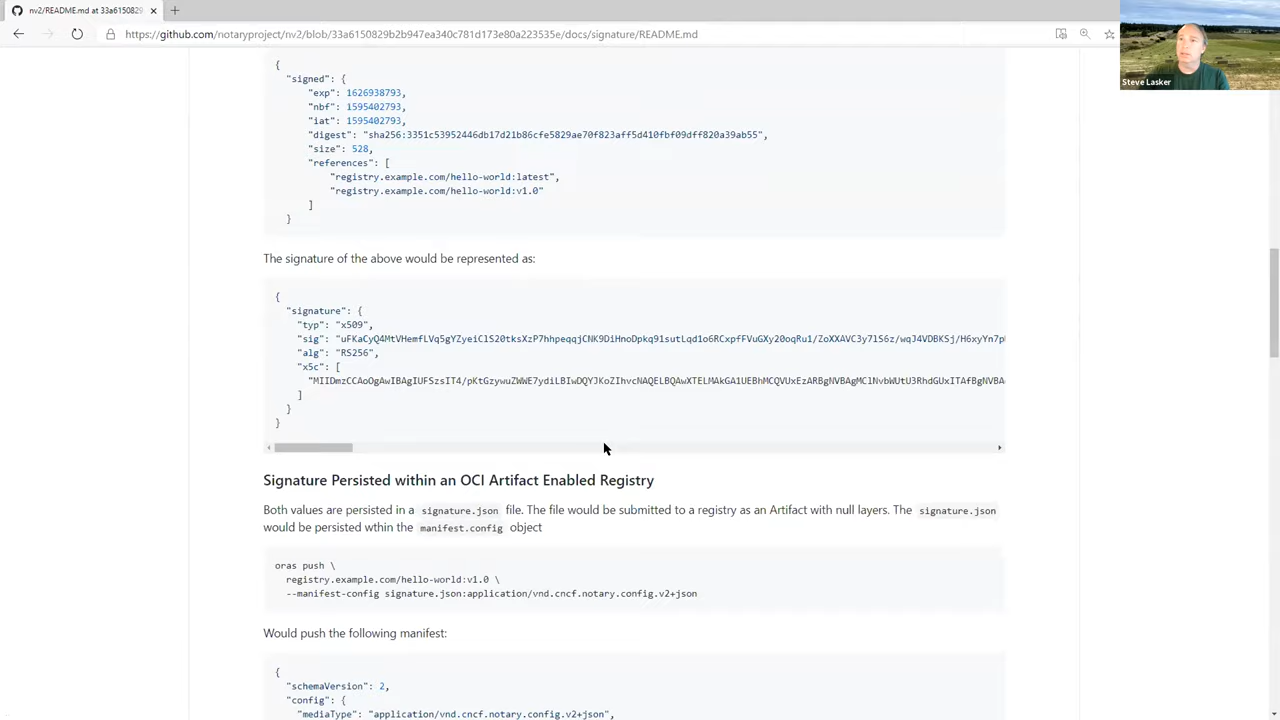 nv2/README.md at 33a6150829
https://github.com/notaryproject/nv2/blob/33a6150829b2b9476a340c781d173e80a223535e/docs/signature/README.md
Steve Lasker
{
"signed": {
"exp": 1626938793,
"nbf": 1595402793,
"iat": 1595402793,
"digest": "sha256:3351c53952446db17d21b86cfe5829ae70f823aff5d410fbf09dff820a39ab55",
"size": 528,
"references": [
"registry.example.com/hello-world:latest",
"registry.example.com/hello-world:v1.0"
]
}
The signature of the above would be represented as:
{
"signature": {
"typ": "x509",
"sig":
"alg": "RS256",
"x5c": [
]
}
}
Signature Persisted within an OCI Artifact Enabled Registry
Both values are persisted in a signature.json file. The file would be submitted to a registry as an Artifact with null layers. The signature.json
would be persisted wthin the manifest.config object
oras push \
registry.example.com/hello-world:v1.0 \
--manifest-config signature.json:application/vnd.cncf.notary.config.v2+json
Would push the following manifest:
{
"schemaVersion": 2,
"config": {
"mediaType": "application/vnd.cncf.notary.config.v2+json",